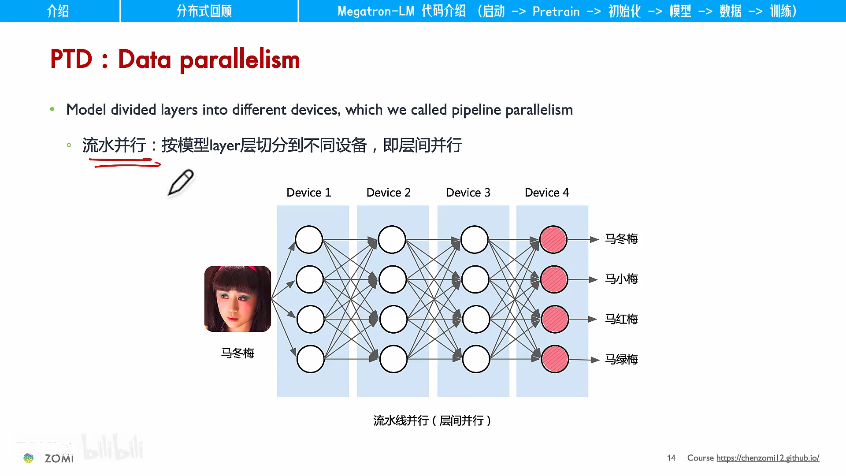 介绍
分布式回顾
Megatron-LM 代码介绍 (启动 -> Pretrain -> 初始化 -> 模型 -> 数据 -> 训练)
PTD：Data parallelism
• Model divided layers into different devices, which we called pipeline parallelism
◦ 流水并行：按模型layer层切分到不同设备，即层间并行
Device 1 Device 2 Device 3 Device 4
马冬梅
马小梅
马红梅
马绿梅
马冬梅
流水线并行（层间并行）
ZOMI
bilibili
14 Course https://chenzomi12.github.io/